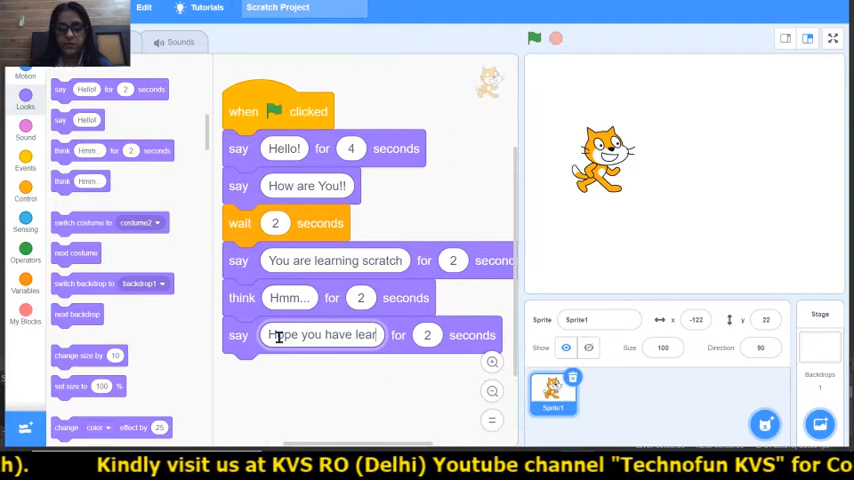 Edit
Tutorials
Scratch Project
Sounds
Motion
Looks
Sound
Events
Control
Sensing
Operators
Variables
My Blocks
say Hello! for 2 seconds
say Hello!
think Hmm... for 2 seconds
think Hmm...
switch costume to costume2
next costume
switch backdrop to backdrop1
next backdrop
change size by 10
set size to 100 %
change color effect by 25
when clicked
say Hello! for 4 seconds
say How are You!!
wait 2 seconds
say You are learning scratch for 2 secon
think Hmm... for 2 seconds
say Hope you have lear for 2 seconds
Sprite Sprite1 x -122 y 22
Show Size 100 Direction 90
Sprite1
Stage
Backdrops
1
h). Kindly visit us at KVS RO (Delhi) Youtube channel "Technofun KVS" for Co